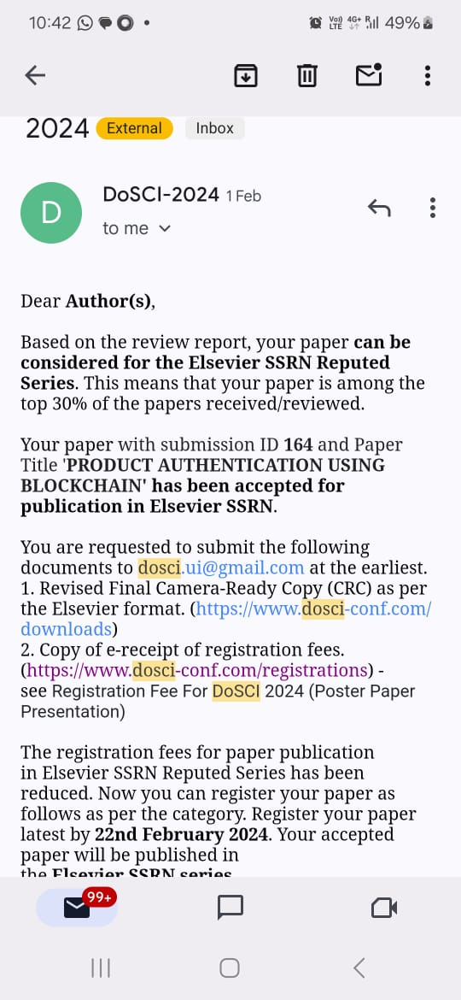 10:42
Vo)) LTE 4G+ R 49%
2024 External Inbox
D
DoSCI-2024 1 Feb
to me
Dear Author(s),
Based on the review report, your paper can be
considered for the Elsevier SSRN Reputed
Series. This means that your paper is among the
top 30% of the papers received/reviewed.
Your paper with submission ID 164 and Paper
Title 'PRODUCT AUTHENTICATION USING
BLOCKCHAIN' has been accepted for
publication in Elsevier SSRN.
You are requested to submit the following
documents to dosci.ui@gmail.com at the earliest.
1. Revised Final Camera-Ready Copy (CRC) as per
the Elsevier format. (https://www.dosci-conf.com/
downloads)
2. Copy of e-receipt of registration fees.
(https://www.dosci-conf.com/registrations) -
see Registration Fee For DoSCI 2024 (Poster Paper
Presentation)
The registration fees for paper publication
in Elsevier SSRN Reputed Series has been
reduced. Now you can register your paper as
follows as per the category. Register your paper
latest by 22nd February 2024. Your accepted
paper will be published in
the Elsevier SSRN series
99+